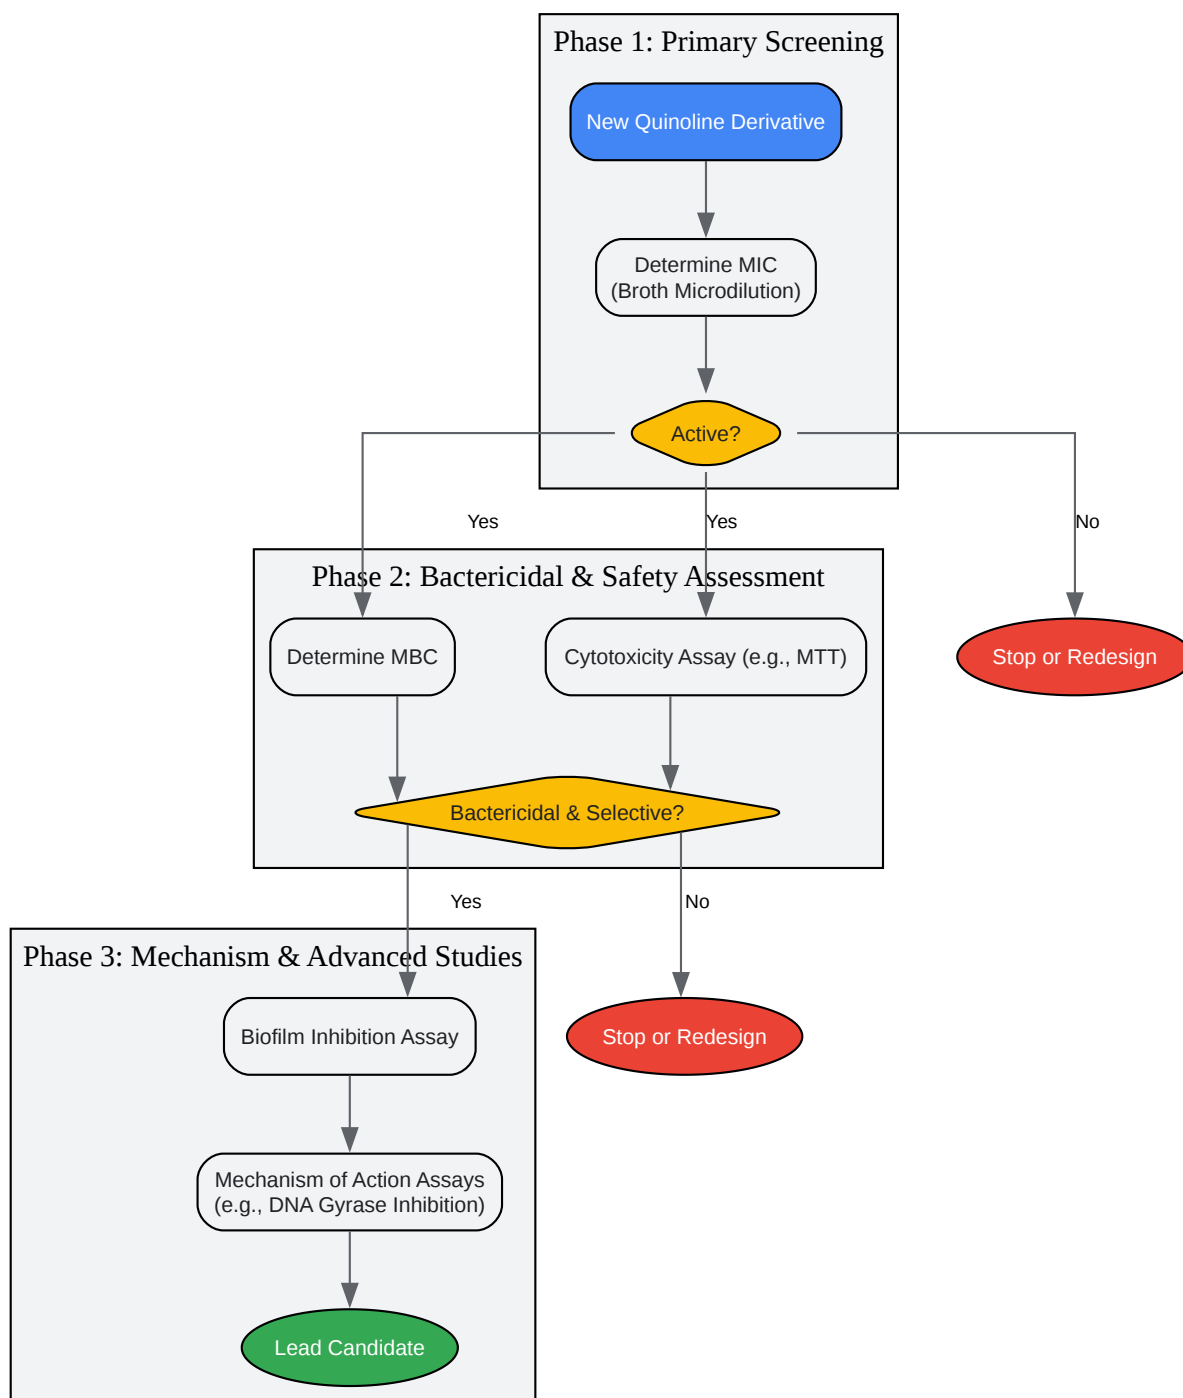 Phase 1: Primary Screening
New Quinoline Derivative
Determine MIC
(Broth Microdilution)
Active?
Yes
Yes
No
Phase 2: Bactericidal & Safety Assessment
Determine MBC
Cytotoxicity Assay (e.g., MTT)
Stop or Redesign
Bactericidal & Selective?
Yes
No
Phase 3: Mechanism & Advanced Studies
Biofilm Inhibition Assay
Stop or Redesign
Mechanism of Action Assays
(e.g., DNA Gyrase Inhibition)
Lead Candidate